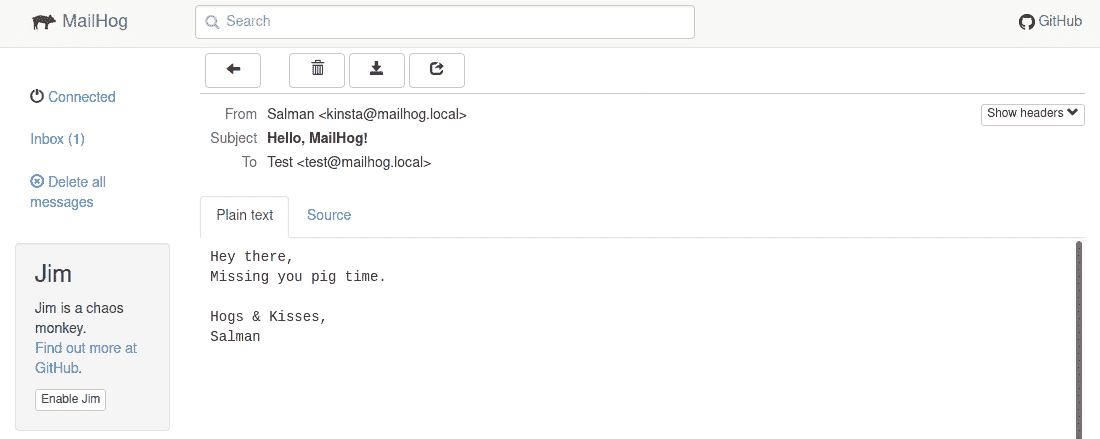 MailHog
Search
GitHub
Connected
Inbox (1)
Delete all
messages
Jim
Jim is a chaos
monkey.
Find out more at
GitHub.
Enable Jim
From Salman <kinsta@mailhog.local>
Show headers
Subject Hello, MailHog!
To Test <test@mailhog.local>
Plain text Source
Hey there,
Missing you pig time.
Hogs & Kisses,
Salman